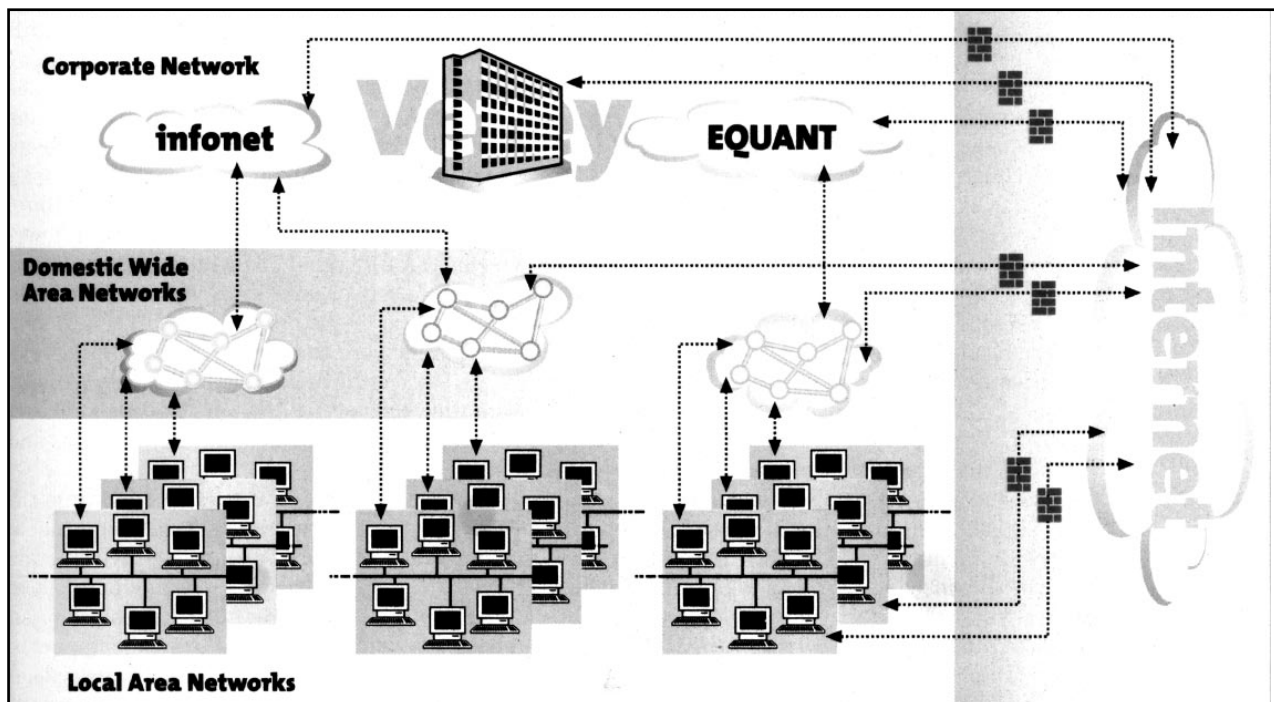 Corporate Network
infonet
Vevey
EQUANT
Internet
Domestic Wide
Area Networks
Local Area Networks